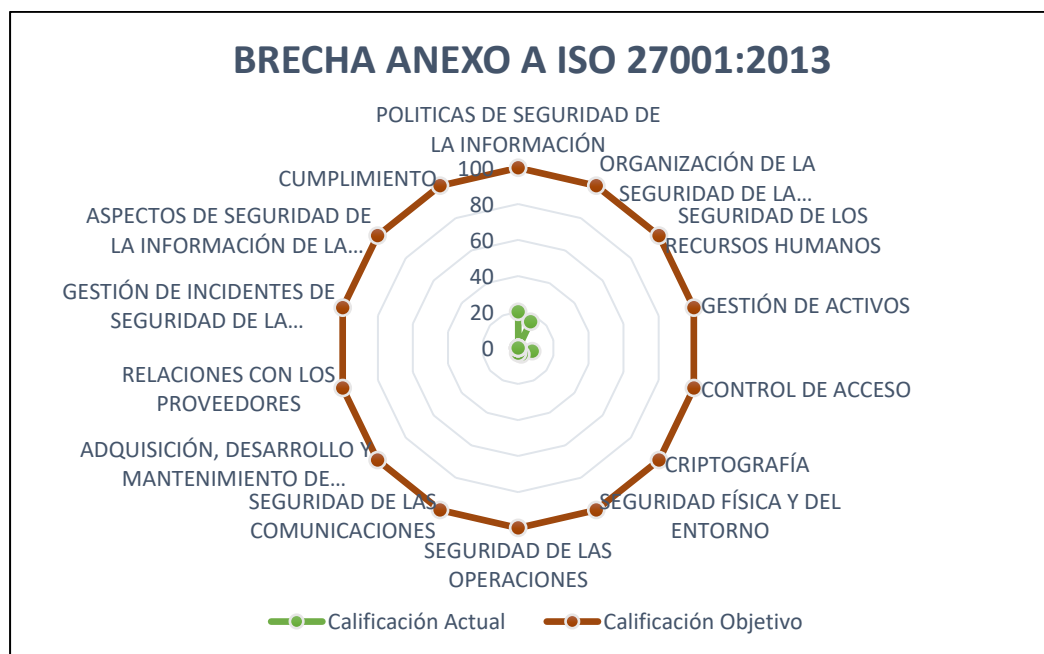 BRECHA ANEXO A ISO 27001:2013
POLITICAS DE SEGURIDAD DE
LA INFORMACIÓN
ORGANIZACIÓN DE LA
SEGURIDAD DE LA...
SEGURIDAD DE LOS
RECURSOS HUMANOS
GESTIÓN DE ACTIVOS
CONTROL DE ACCESO
CRIPTOGRAFÍA
SEGURIDAD FÍSICA Y DEL
ENTORNO
SEGURIDAD DE LAS
OPERACIONES
SEGURIDAD DE LAS
COMUNICACIONES
ADQUISICIÓN, DESARROLLO Y
MANTENIMIENTO DE...
RELACIONES CON LOS
PROVEEDORES
GESTIÓN DE INCIDENTES DE
SEGURIDAD DE LA...
ASPECTOS DE SEGURIDAD DE
LA INFORMACIÓN DE LA...
CUMPLIMIENTO
100
80
60
40
20
0
Calificación Actual
Calificación Objetivo